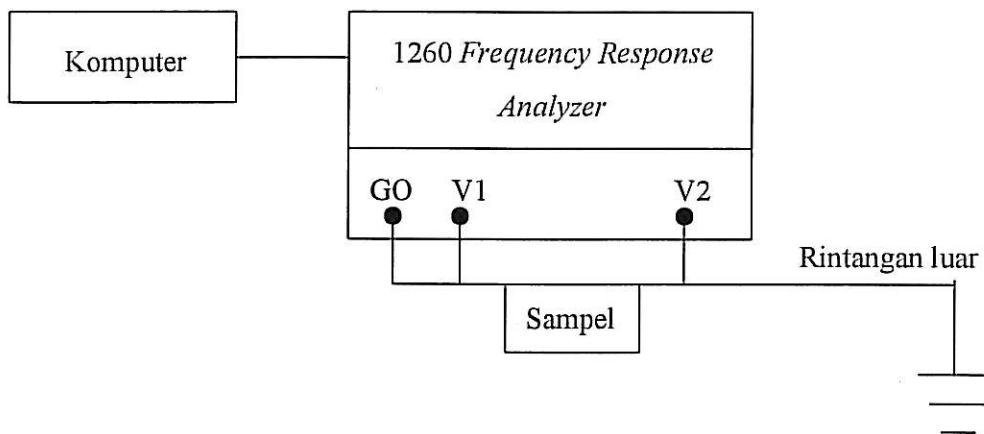 Komputer
1260 Frequency Response
Analyzer
GO V1 V2
Rintangan luar
Sampel